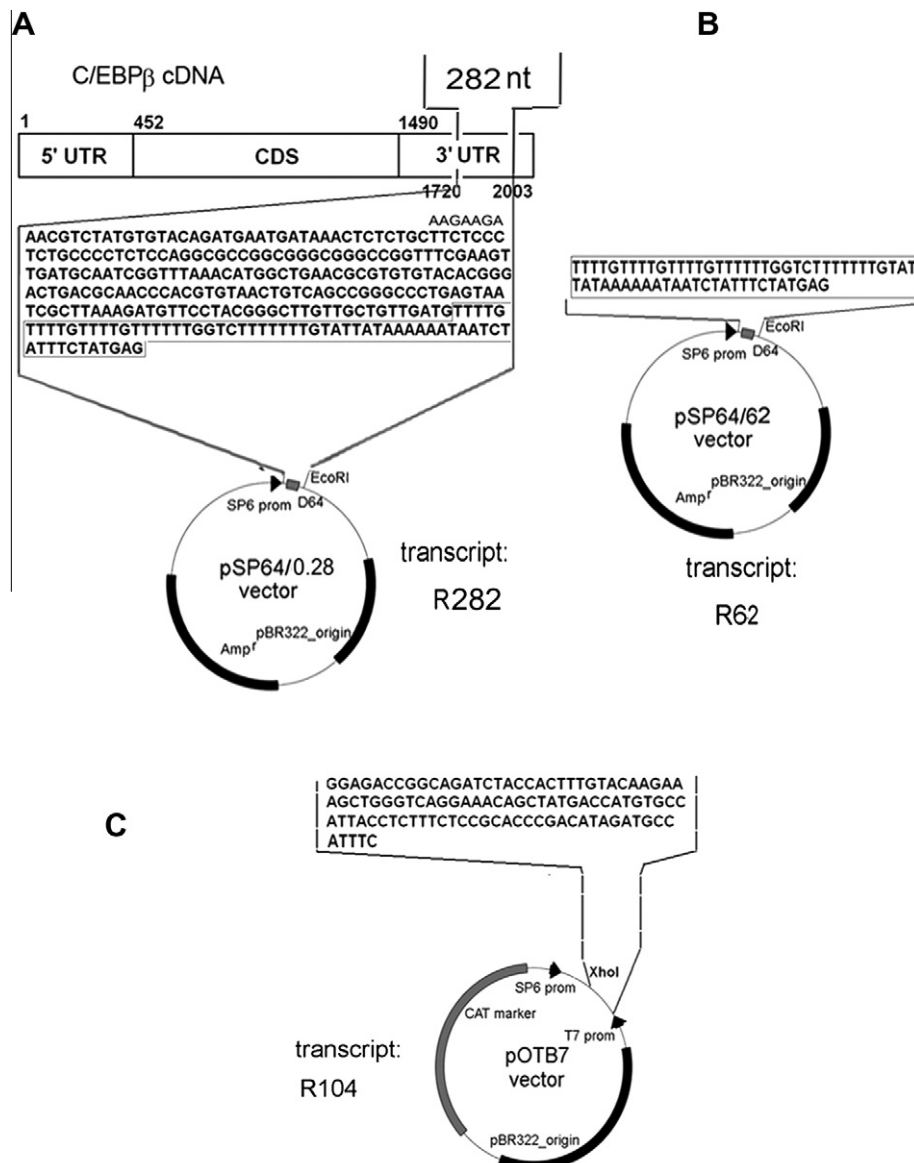 A
C/EBPβ cDNA
282 nt
1
452
1490
5' UTR
CDS
3' UTR
1720
2003
AAGAAGA
AACGTCTATGTGTACAGATGAATGATAAACTCTCTGCTTCTCCC
TCTGCCCCTCTCCAGGCGCCGGCGGGCGGGCCGGTTTCGAAGT
TGATGCAATCGGTTTAAACATGGCTGAACGCGTGTGTACACGGG
ACTGACGCAACCCACGTGTAACTGTCAGCCGGGCCCTGAGTAA
TCGCTTAAAGATGTTCCTACGGGCTTGTTGCTGTTGATGTTTTG
TTTTGTTTTGTTTTTTGGTCTTTTTTTGTATTATAAAAAATAATCT
ATTTCTATGAG
EcoRI
SP6 prom
D64
pSP64/0.28
vector
Amp r
pBR322_origin
transcript:
R282
B
TTTTGTTTTGTTTTGTTTTTTGGTCTTTTTTTGTAT
TATAAAAAATAATCTATTTCTATGAG
EcoRI
SP6 prom
D64
pSP64/62
vector
Amp r
pBR322_origin
transcript:
R62
C
GGAGACCGGCAGATCTACCACTTTGTACAAGAA
AGCTGGGTCAGGAAACAGCTATGACCATGTGCC
ATTACCTCTTTCTCCGCACCCGACATAGATGCC
ATTTC
XhoI
SP6 prom
CAT marker
T7 prom
pOTB7
vector
pBR322_origin
transcript:
R104